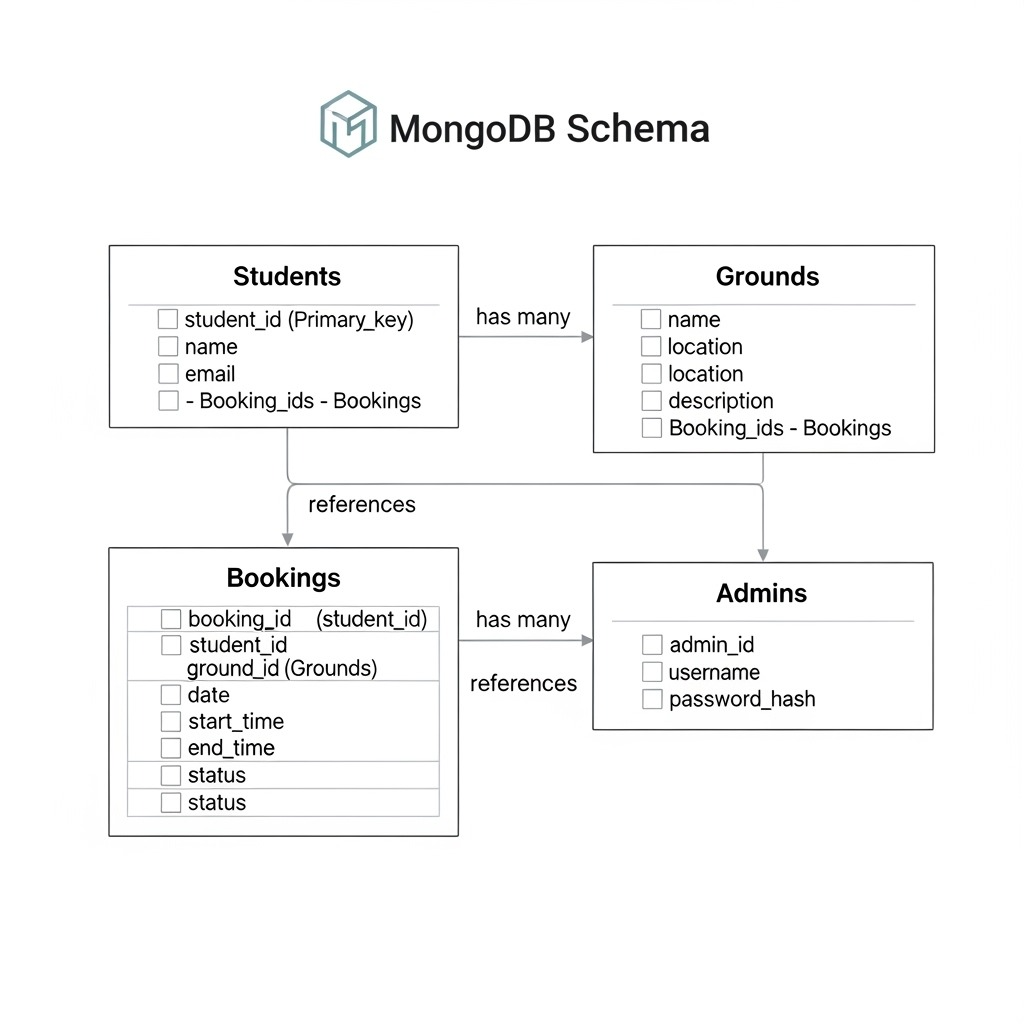 MongoDB Schema
Students
student_id (Primary_key)
name
email
- Booking_ids - Bookings
has many
Grounds
name
location
location
description
Booking_ids - Bookings
references
Bookings
booking_id (student_id)
student_id
ground_id (Grounds)
date
start_time
end_time
status
status
has many
references
Admins
admin_id
username
password_hash